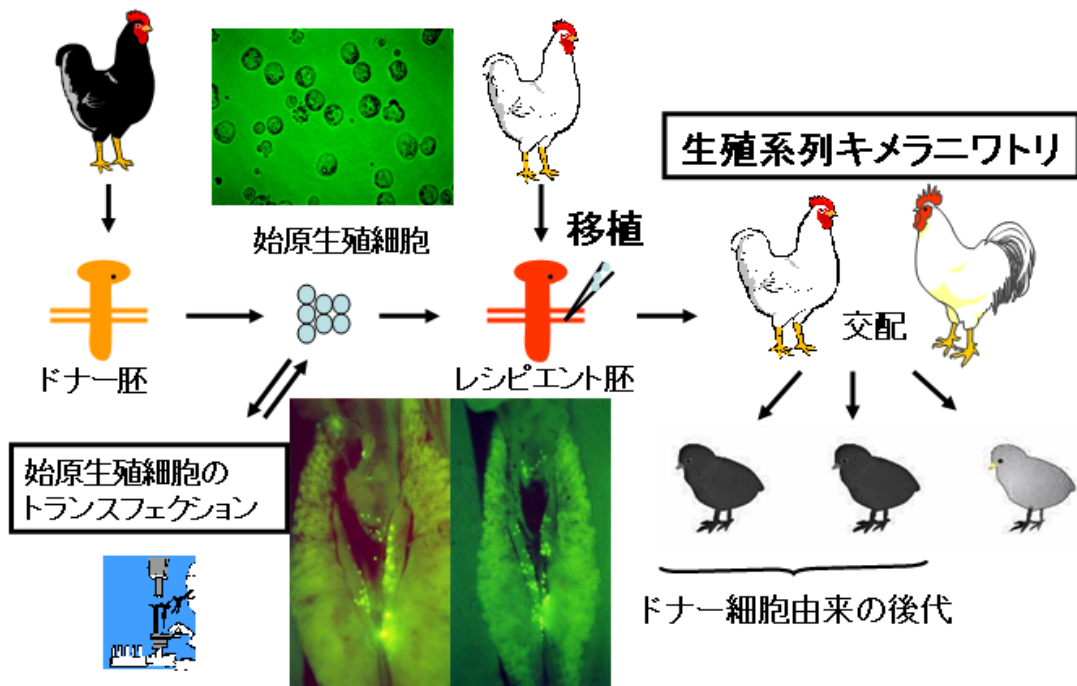 生殖系列キメラニワトリ
始原生殖細胞
移植
交配
ドナー胚
レシピエント胚
始原生殖細胞の
トランスフェクション
ドナー細胞由来の後代